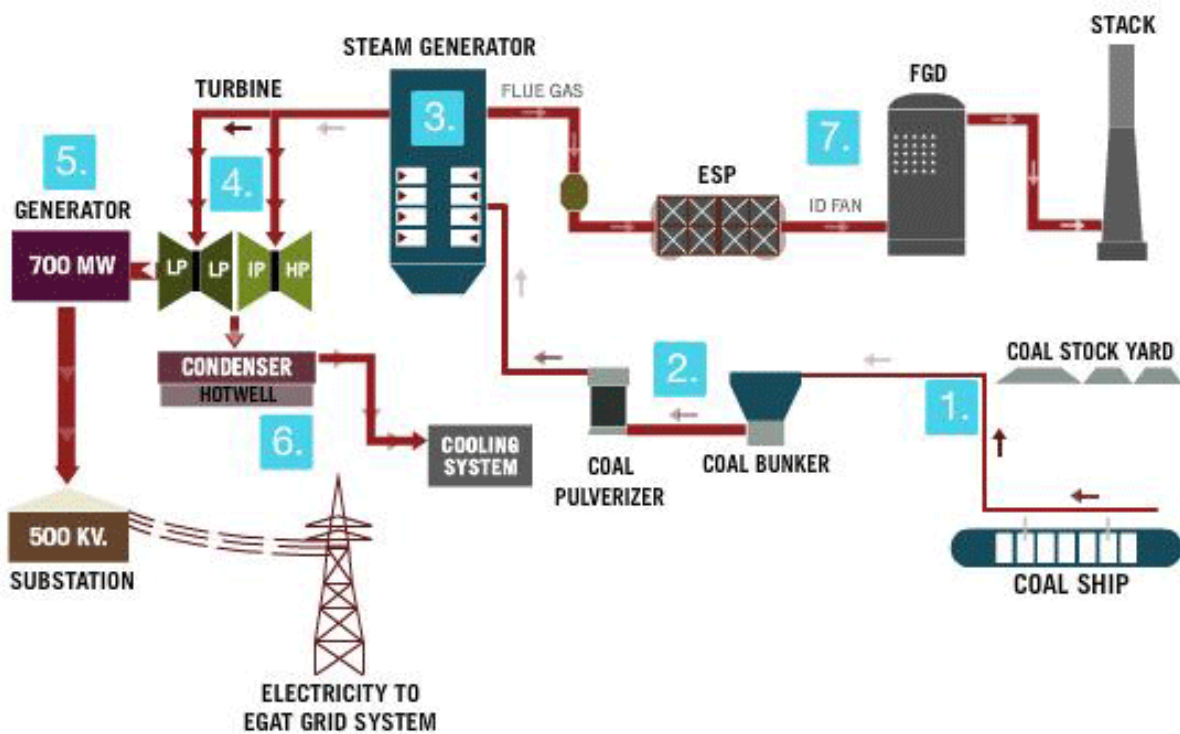 STACK
STEAM GENERATOR
FGD
TURBINE
FLUE GAS
3.
7.
5.
4.
ESP
GENERATOR
ID FAN
700 MW
LP
LP
IP
HP
CONDENSER
HOTWELL
2.
1.
COAL STOCK YARD
6.
COOLING
SYSTEM
COAL
PULVERIZER
COAL BUNKER
500 KV.
SUBSTATION
COAL SHIP
ELECTRICITY TO
EGAT GRID SYSTEM